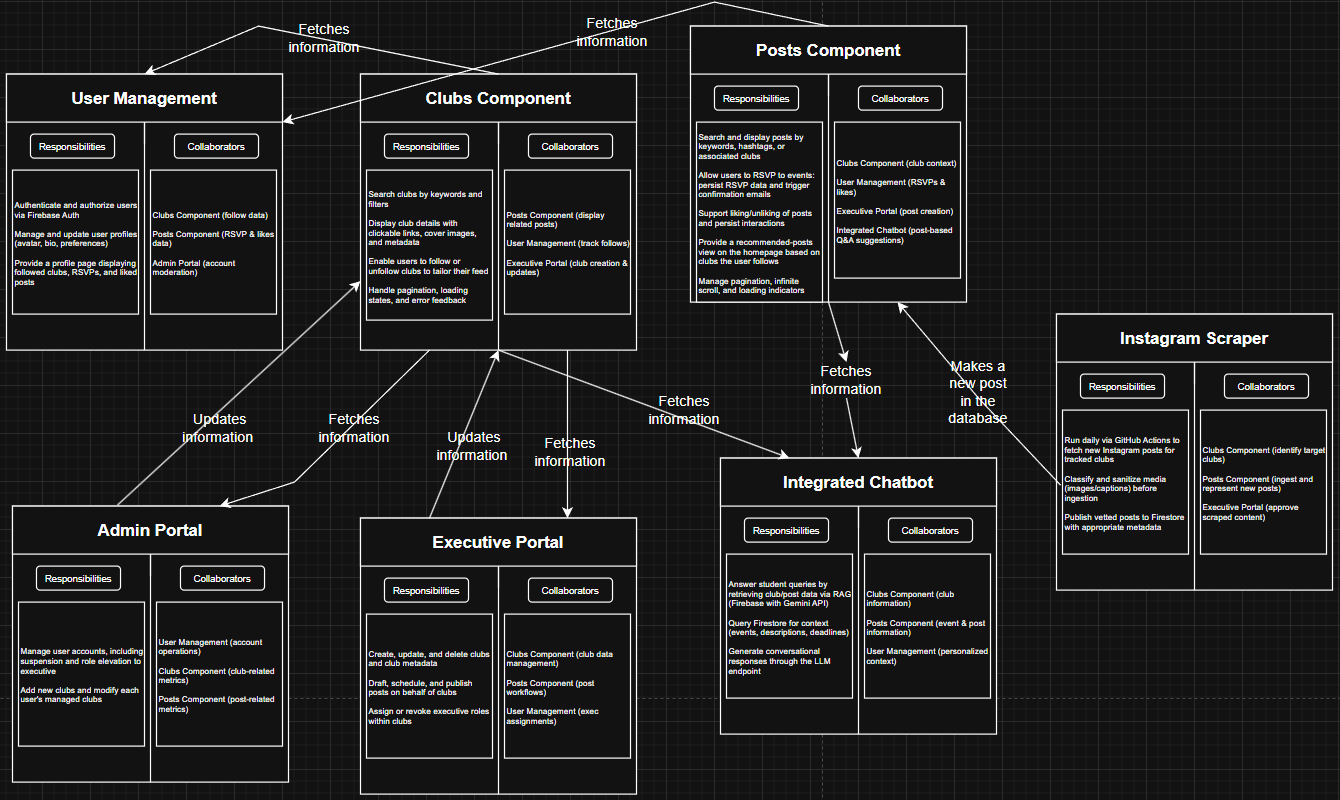 Fetches
information
Fetches
information
User Management
Responsibilities
Collaborators
Authenticate and authorize users
via Firebase Auth
Manage and update user profiles
(avatar, bio, preferences)
Provide a profile page displaying
followed clubs, RSVPs, and liked
posts
Clubs Component (follow data)
Posts Component (RSVP & likes
data)
Admin Portal (account
moderation)
Clubs Component
Responsibilities
Collaborators
Search clubs by keywords and
filters
Display club details with
clickable links, cover images,
and metadata
Enable users to follow or
unfollow clubs to tailor their feed
Handle pagination, loading
states, and error feedback
Posts Component (display
related posts)
User Management (track follows)
Executive Portal (club creation &
updates)
Posts Component
Responsibilities
Collaborators
Search and display posts by
keywords, hashtags, or
associated clubs
Allow users to RSVP to events:
persist RSVP data and trigger
confirmation emails
Support liking/unliking of posts
and persist interactions
Provide a recommended-posts
view on the homepage based on
clubs the user follows
Manage pagination, infinite
scroll, and loading indicators
Clubs Component (club context)
User Management (RSVPs &
likes)
Executive Portal (post creation)
Integrated Chatbot (post-based
Q&A suggestions)
Instagram Scraper
Responsibilities
Collaborators
Run daily via GitHub Actions to
fetch new Instagram posts for
tracked clubs
Classify and sanitize media
(images/captions) before
ingestion
Publish vetted posts to Firestore
with appropriate metadata
Clubs Component (identify target
clubs)
Posts Component (ingest and
represent new posts)
Executive Portal (approve
scraped content)
Updates
information
Fetches
information
Updates
information
Fetches
information
Fetches
information
Fetches
information
Makes a
new post
in the
database
Admin Portal
Responsibilities
Collaborators
Manage user accounts, including
suspension and role elevation to
executive
Add new clubs and modify each
user's managed clubs
User Management (account
operations)
Clubs Component (club-related
metrics)
Posts Component (post-related
metrics)
Executive Portal
Responsibilities
Collaborators
Create, update, and delete clubs
and club metadata
Draft, schedule, and publish
posts on behalf of clubs
Assign or revoke executive roles
within clubs
Clubs Component (club data
management)
Posts Component (post
workflows)
User Management (exec
assignments)
Integrated Chatbot
Responsibilities
Collaborators
Answer student queries by
retrieving club/post data via RAG
(Firebase with Gemini API)
Query Firestore for context
(events, descriptions, deadlines)
Generate conversational
responses through the LLM
endpoint
Clubs Component (club
information)
Posts Component (event & post
information)
User Management (personalized
context)